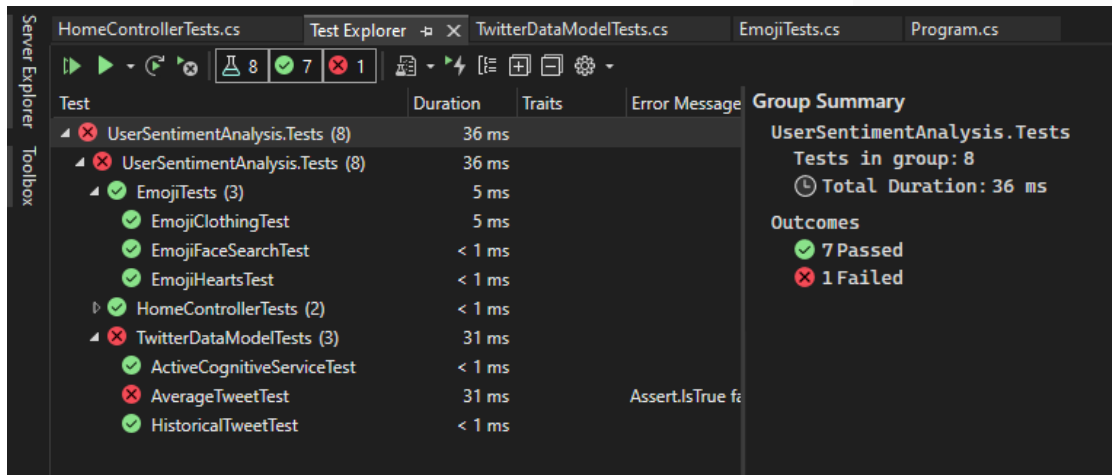 Server Explorer
Toolbox
HomeControllerTests.cs Test Explorer TwitterDataModelTests.cs EmojiTests.cs Program.cs
8 7 1
Test Duration Traits Error Message
UserSentimentAnalysis.Tests (8) 36 ms
UserSentimentAnalysis.Tests (8) 36 ms
EmojiTests (3) 5 ms
EmojiClothingTest 5 ms
EmojiFaceSearchTest < 1 ms
EmojiHeartsTest < 1 ms
HomeControllerTests (2) < 1 ms
TwitterDataModelTests (3) 31 ms
ActiveCognitiveServiceTest < 1 ms
AverageTweetTest 31 ms Assert.IsTrue fa
HistoricalTweetTest < 1 ms
Group Summary
UserSentimentAnalysis.Tests
Tests in group: 8
Total Duration: 36 ms
Outcomes
7 Passed
1 Failed